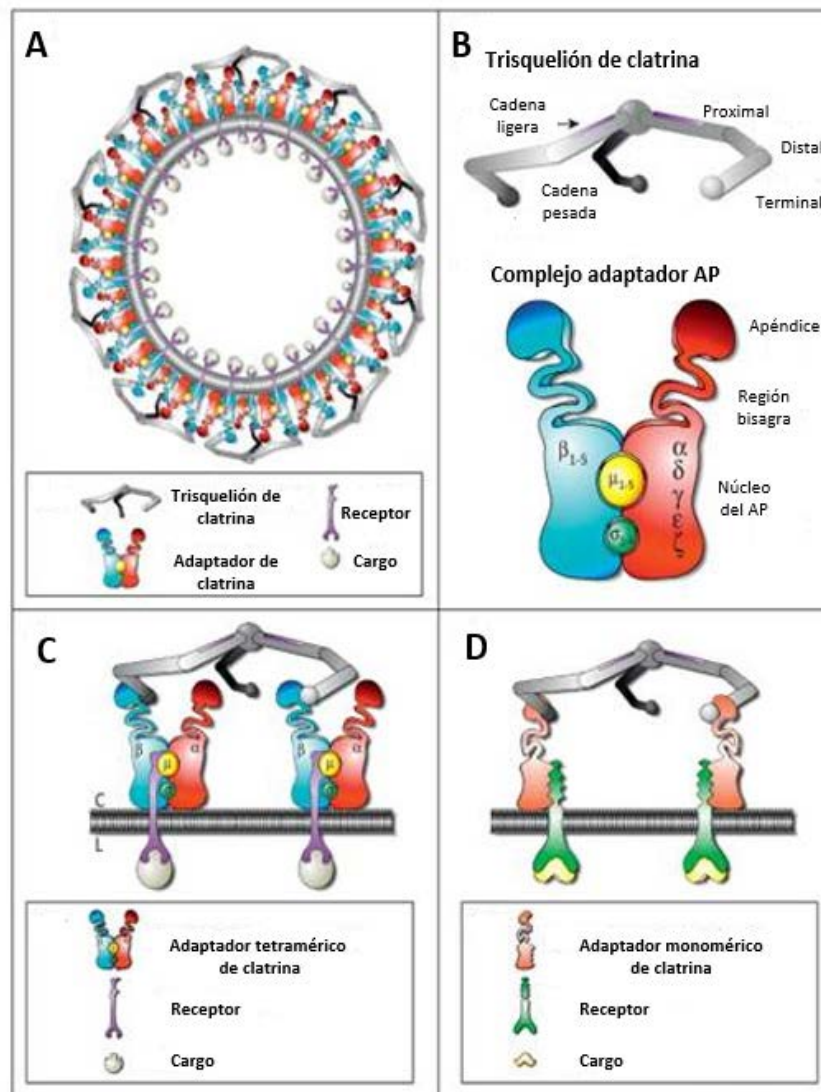 A
Trisquelión de
clatrina
Receptor
Adaptador de
clatrina
Cargo
B
Trisquelión de clatrina
Cadena
ligera
Proximal
Distal
Cadena
pesada
Terminal
Complejo adaptador AP
Apéndice
Región
bisagra
β1-5
μ1-5
α
δ
γ
ε
ζ
Núcleo
del AP
C
β
μ
α
β
μ
α
C
L
Adaptador tetramérico
de clatrina
Receptor
Cargo
D
Adaptador monomérico
de clatrina
Receptor
Cargo